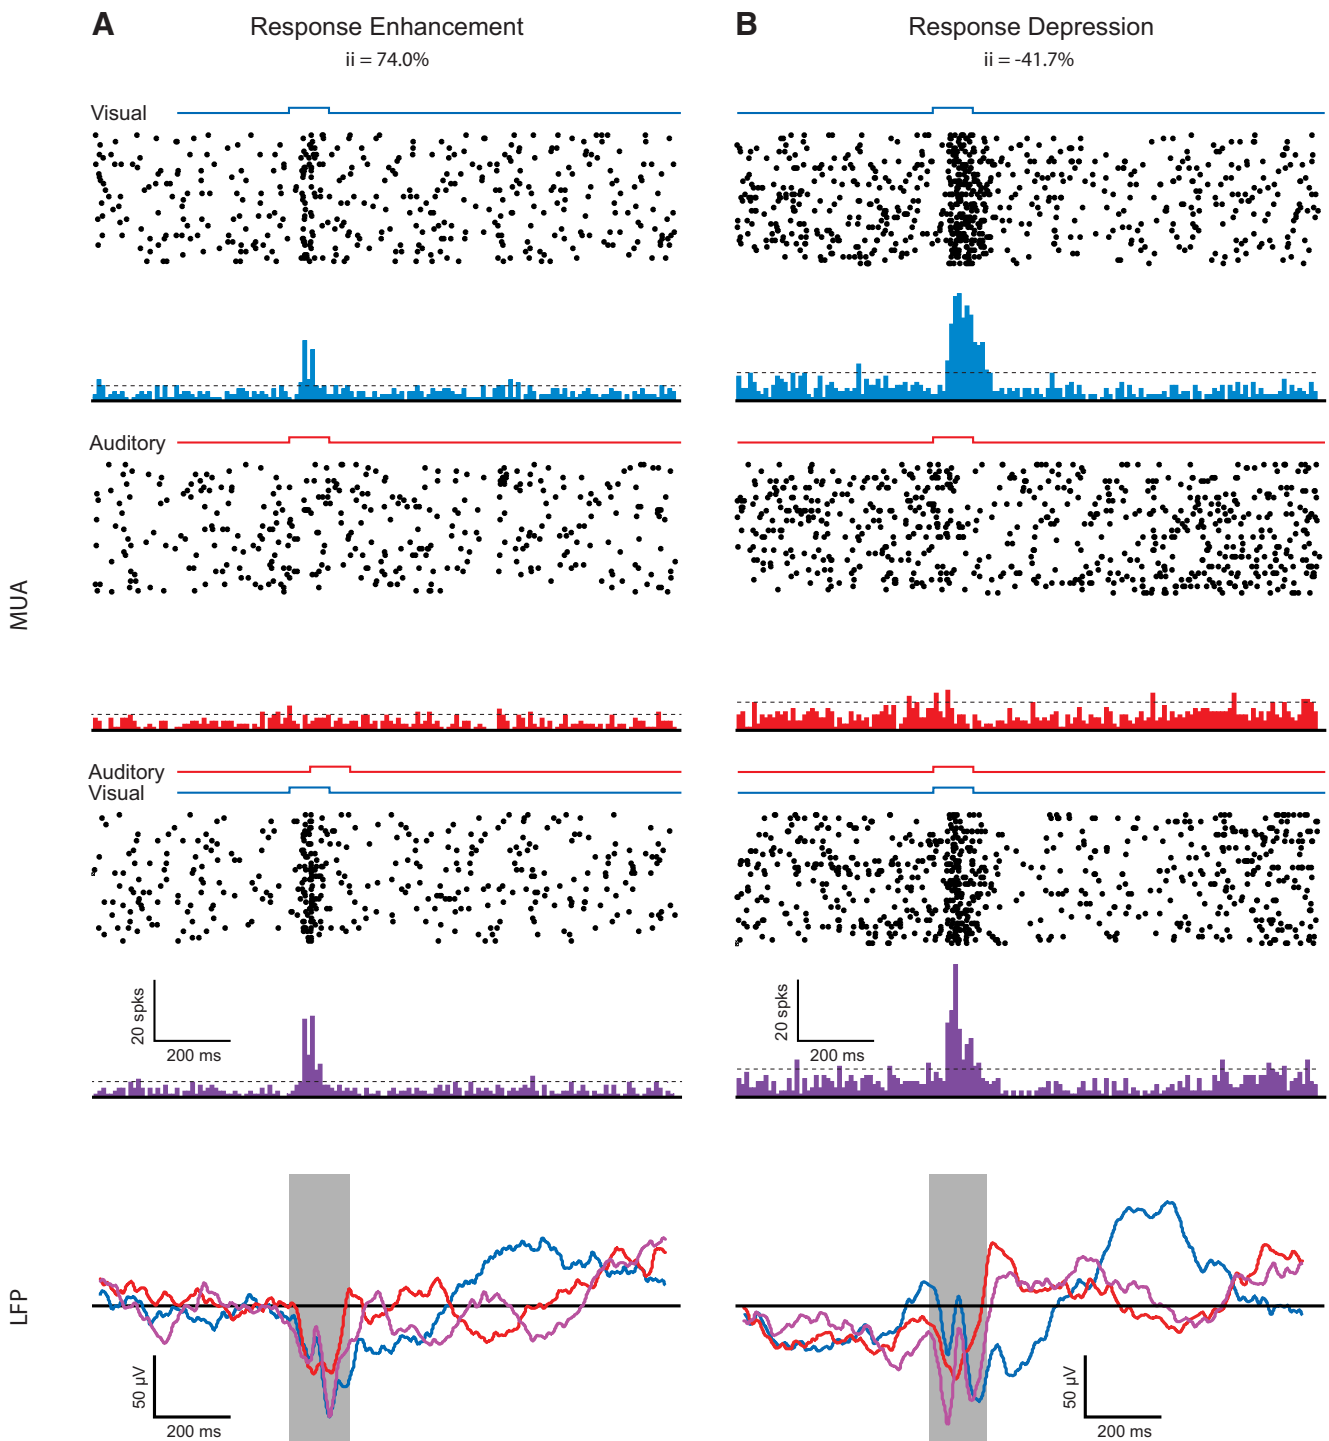 A
Response Enhancement
ii = 74.0%
B
Response Depression
ii = -41.7%
Visual
Auditory
MUA
Auditory
Visual
20 spks
200 ms
20 spks
200 ms
LFP
50 µV
200 ms
50 µV
200 ms